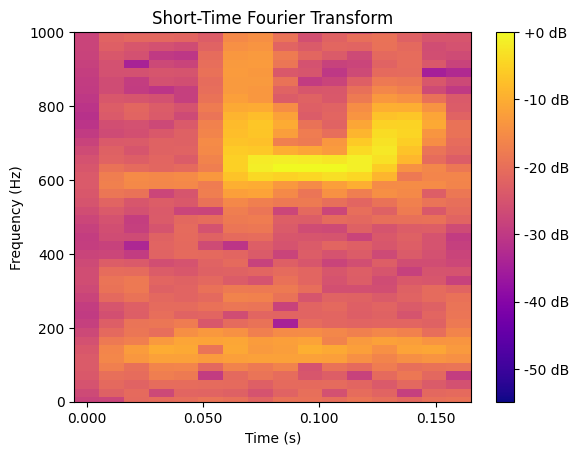 Short-Time Fourier Transform
1000
800
600
400
200
0
Frequency (Hz)
0.000
0.050
0.100
0.150
Time (s)
+0 dB
-10 dB
-20 dB
-30 dB
-40 dB
-50 dB